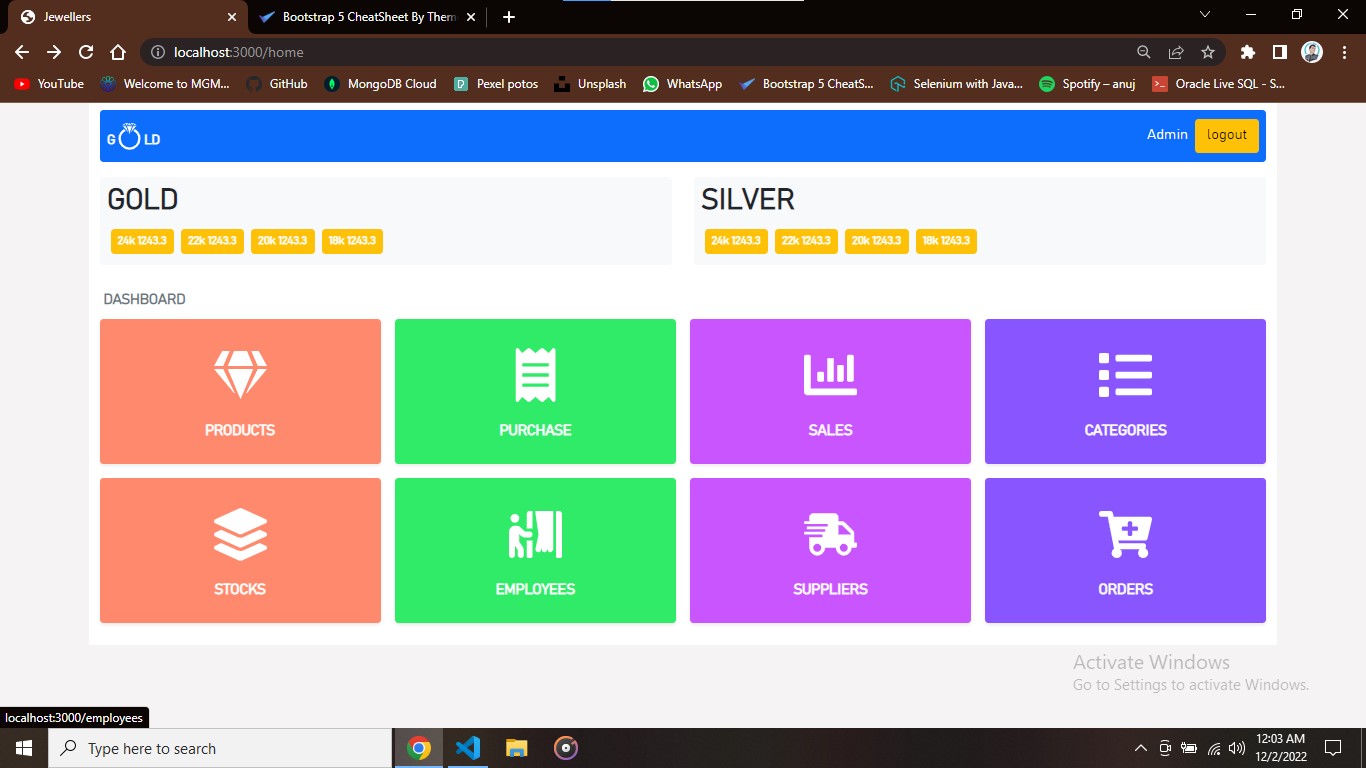 Jewellers
Bootstrap 5 CheatSheet By Them
localhost:3000/home
YouTube
Welcome to MGM...
GitHub
MongoDB Cloud
Pexel potos
Unsplash
WhatsApp
Bootstrap 5 CheatS...
Selenium with Java...
Spotify – anuj
Oracle Live SQL - S...
G LD
Admin
logout
GOLD
24k 1243.3
22k 1243.3
20k 1243.3
18k 1243.3
SILVER
24k 1243.3
22k 1243.3
20k 1243.3
18k 1243.3
DASHBOARD
PRODUCTS
PURCHASE
SALES
CATEGORIES
STOCKS
EMPLOYEES
SUPPLIERS
ORDERS
Activate Windows
Go to Settings to activate Windows.
localhost:3000/employees
Type here to search
12:03 AM
12/2/2022